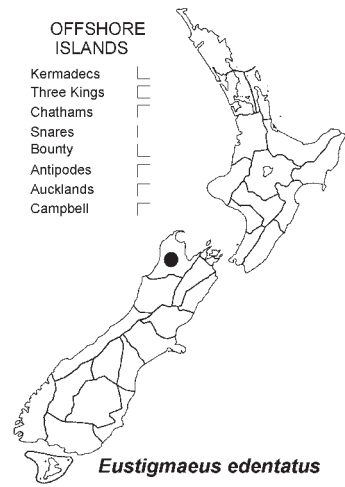 OFFSHORE
ISLANDS
Kermadecs
Three Kings
Chathams
Snares
Bounty
Antipodes
Aucklands
Campbell
Eustigmaeus edentatus